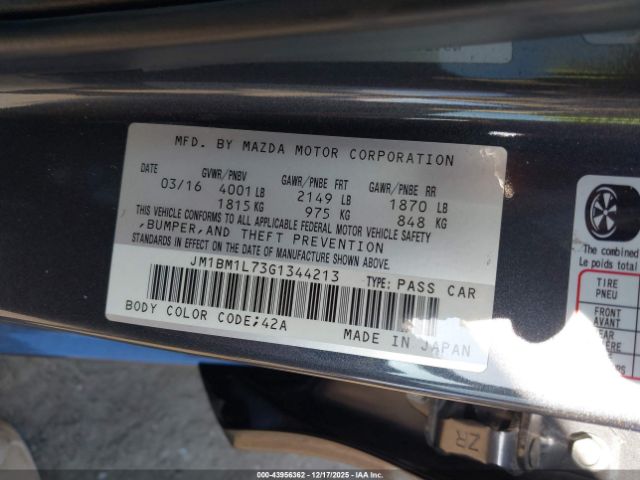 MFD. BY MAZDA MOTOR CORPORATION
DATE GVWR/PNBV GAWR/PNBE FRT GAWR/PNBE RR
03/16 4001 LB 2149 LB 1870 LB
1815 KG 975 KG 848 KG
THIS VEHICLE CONFORMS TO ALL APPLICABLE FEDERAL MOTOR VEHICLE SAFETY
,BUMPER,AND THEFT PREVENTION
STANDARDS IN EFFECT ON THE DATE OF MANUFACTURE SHOWN ABOVE.
JM1BM1L73G1344213
TYPE: PASS CAR
BODY COLOR CODE;42A
MADE IN JAPAN
The combined
Le poids total
TIRE
PNEU
FRONT
AVANT
ZR
000-43956362 - 12/17/2025 - IAAI.COM